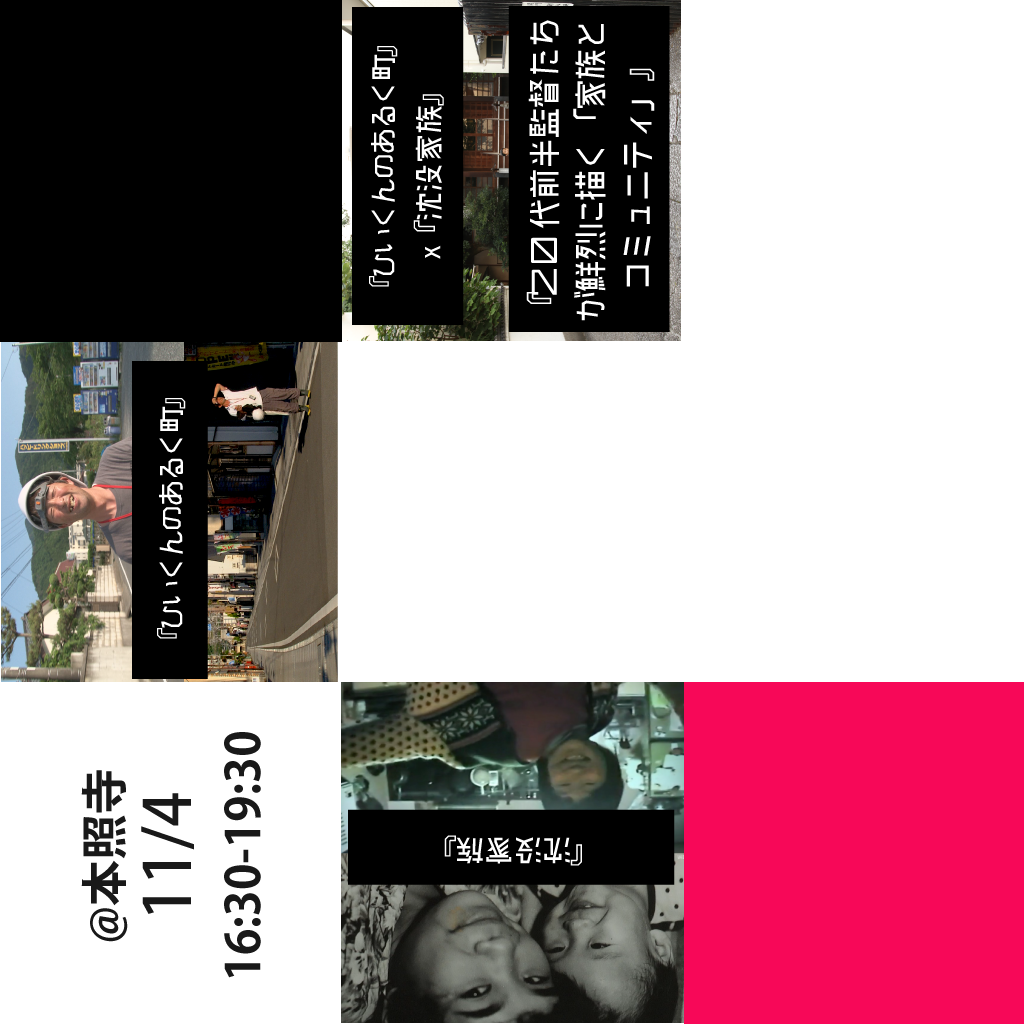 『ひいくんのあるく町』
x『沈没家族』
『20代前半監督たち
が鮮烈に描く「家族と
コミュニティ」』
『ひいくんのあるく町』
@本照寺
11/4
16:30-19:30
『沈没家族』